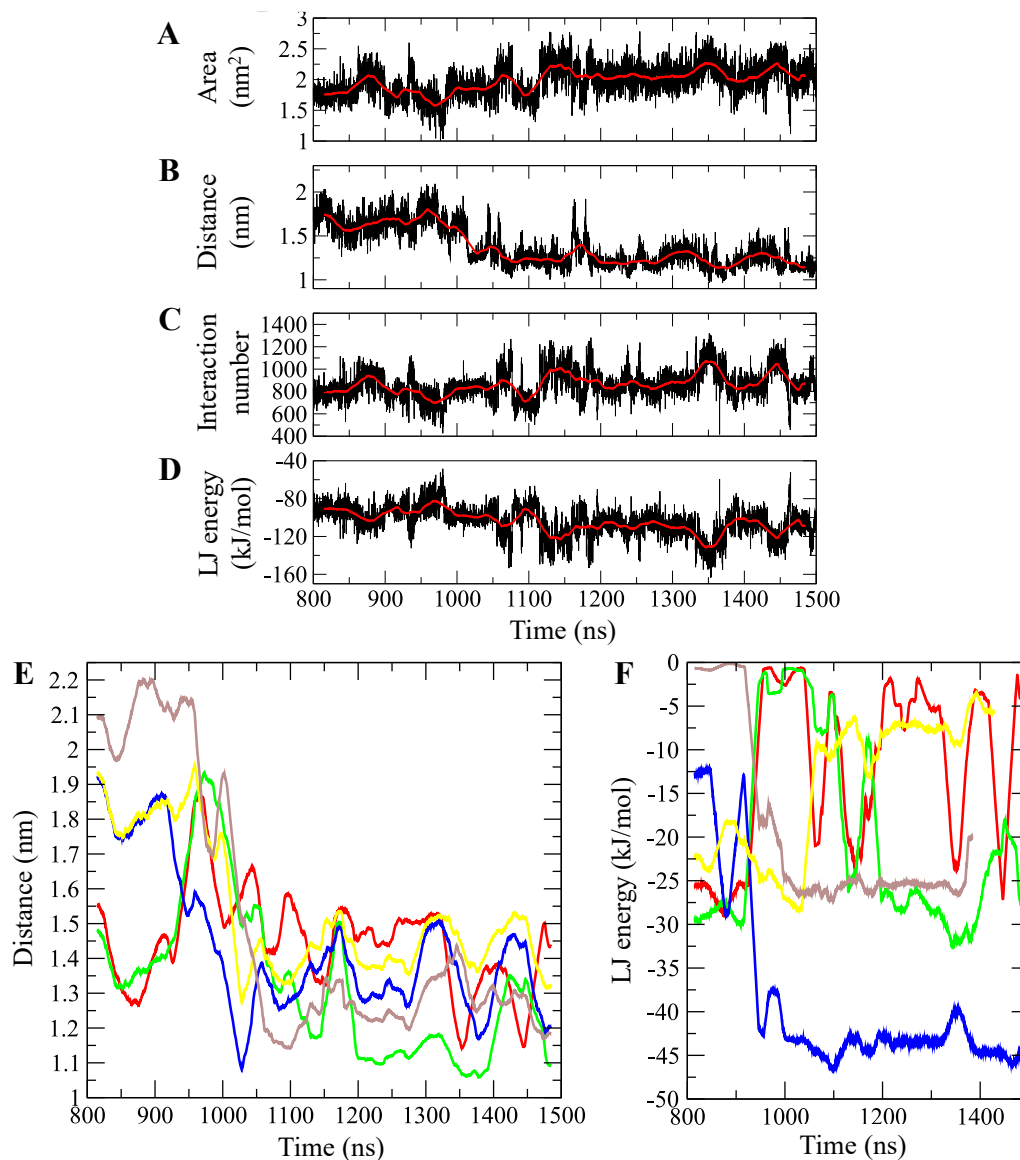 A
Area
(nm²)
3
2.5
2
1.5
1
B
Distance
(nm)
2
1.5
1
C
Interaction
number
1400
1200
1000
800
600
400
D
LJ energy
(kJ/mol)
-40
-80
-120
-160
800 900 1000 1100 1200 1300 1400 1500
Time (ns)
E
Distance (nm)
2.2
2.1
2
1.9
1.8
1.7
1.6
1.5
1.4
1.3
1.2
1.1
1
800 900 1000 1100 1200 1300 1400 1500
Time (ns)
F
LJ energy (kJ/mol)
0
-5
-10
-15
-20
-25
-30
-35
-40
-45
-50
800 1000 1200 1400
Time (ns)